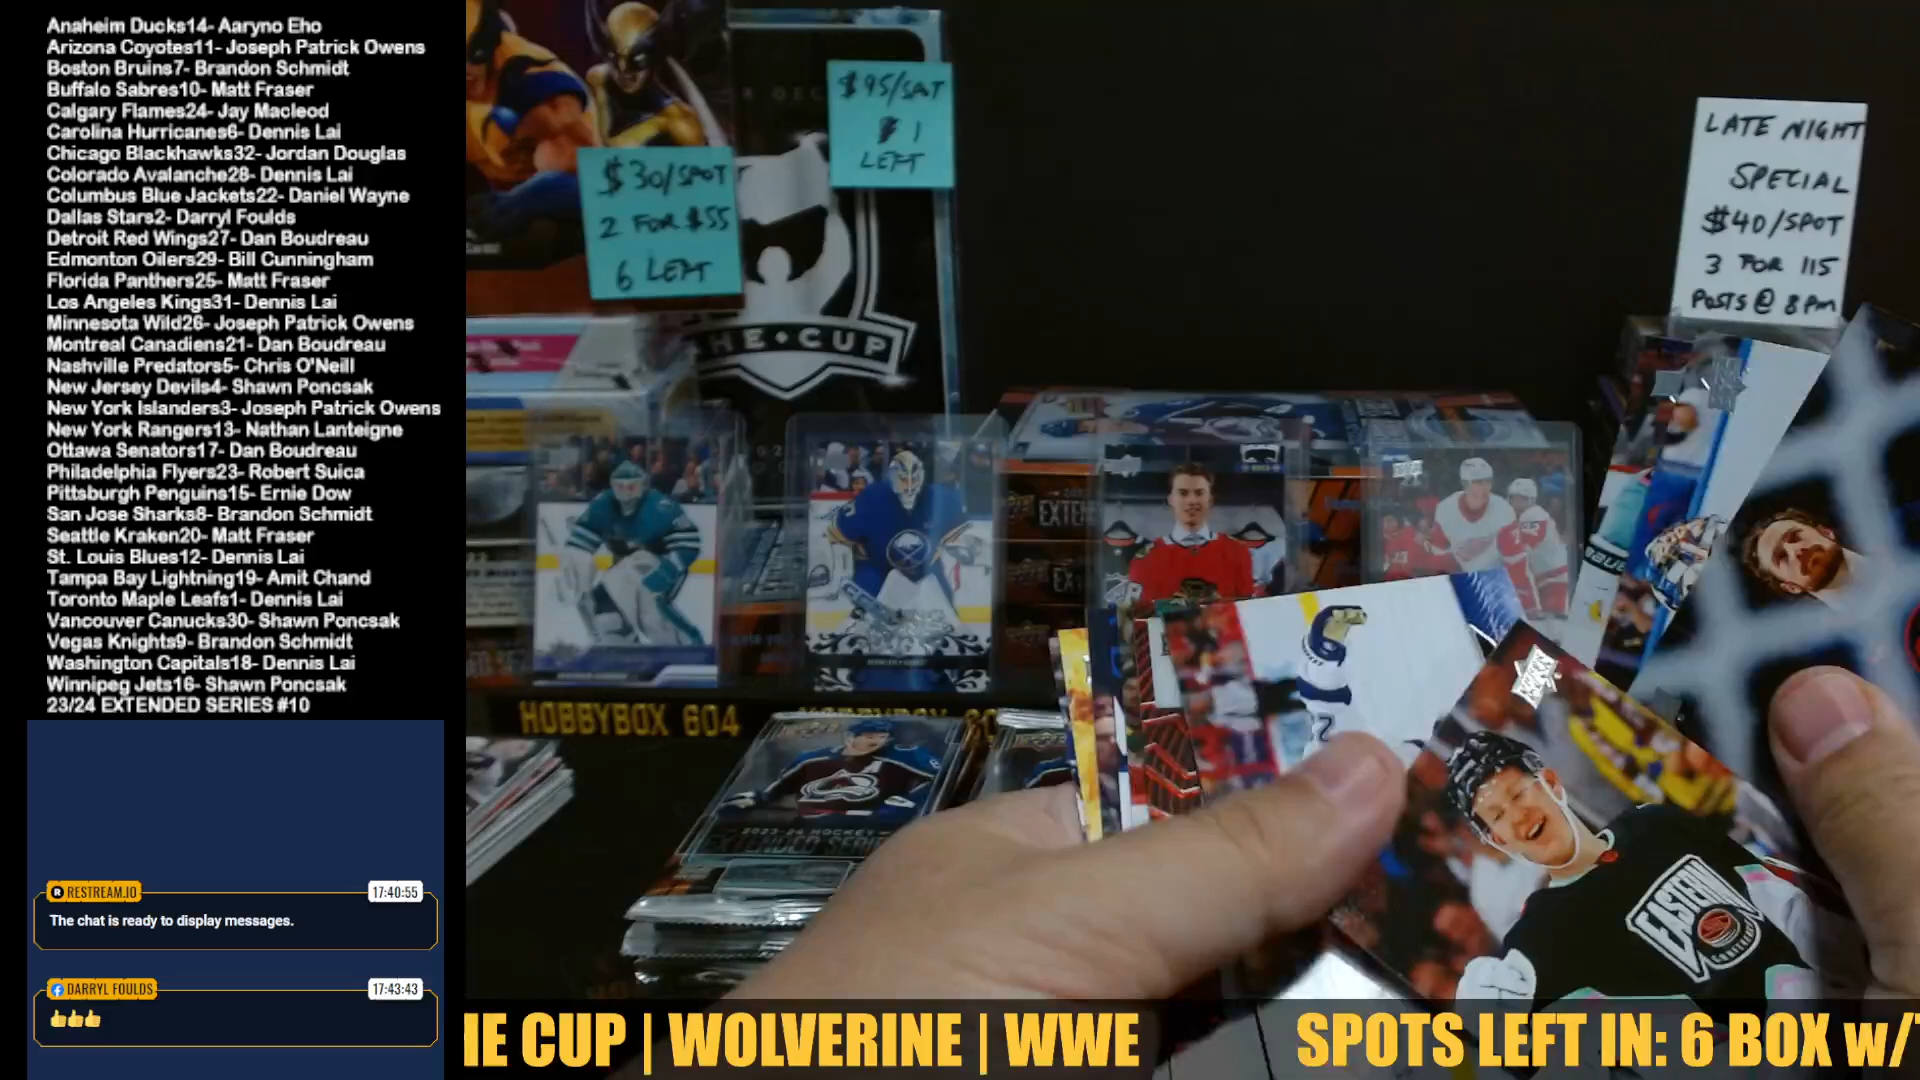 Anaheim Ducks14- Aaryno Eho
Arizona Coyotes11- Joseph Patrick Owens
Boston Bruins7- Brandon Schmidt
Buffalo Sabres10- Matt Fraser
Calgary Flames24- Jay Macleod
Carolina Hurricanes6- Dennis Lai
Chicago Blackhawks32- Jordan Douglas
Colorado Avalanche28- Dennis Lai
Columbus Blue Jackets22- Daniel Wayne
Dallas Stars2- Darryl Foulds
Detroit Red Wings27- Dan Boudreau
Edmonton Oilers29- Bill Cunningham
Florida Panthers25- Matt Fraser
Los Angeles Kings31- Dennis Lai
Minnesota Wild26- Joseph Patrick Owens
Montreal Canadiens21- Dan Boudreau
Nashville Predators5- Chris O'Neill
New Jersey Devils4- Shawn Poncsak
New York Islanders3- Joseph Patrick Owens
New York Rangers13- Nathan Lanteigne
Ottawa Senators17- Dan Boudreau
Philadelphia Flyers23- Robert Suica
Pittsburgh Penguins15- Ernie Dow
San Jose Sharks8- Brandon Schmidt
Seattle Kraken20- Matt Fraser
St. Louis Blues12- Dennis Lai
Tampa Bay Lightning19- Amit Chand
Toronto Maple Leafs1- Dennis Lai
Vancouver Canucks30- Shawn Poncsak
Vegas Knights9- Brandon Schmidt
Washington Capitals18- Dennis Lai
Winnipeg Jets16- Shawn Poncsak
23/24 EXTENDED SERIES #10
RESTREAM.IO
17:40:55
The chat is ready to display messages.
DARRYL FOULDS
17:43:43
👍👍👍
$30/SPOT
2 FOR $55
6 LEFT
$95/SPOT
1
LEFT
HE • CUP
LATE NIGHT
SPECIAL
$40/SPOT
3 FOR 115
POSTS @ 8PM
HOBBYBOX 604
2023-24 HOCKEY
EXTENDED SERIES
EASTERN
CONFERENCE
IE CUP | WOLVERINE | WWE
SPOTS LEFT IN: 6 BOX w/